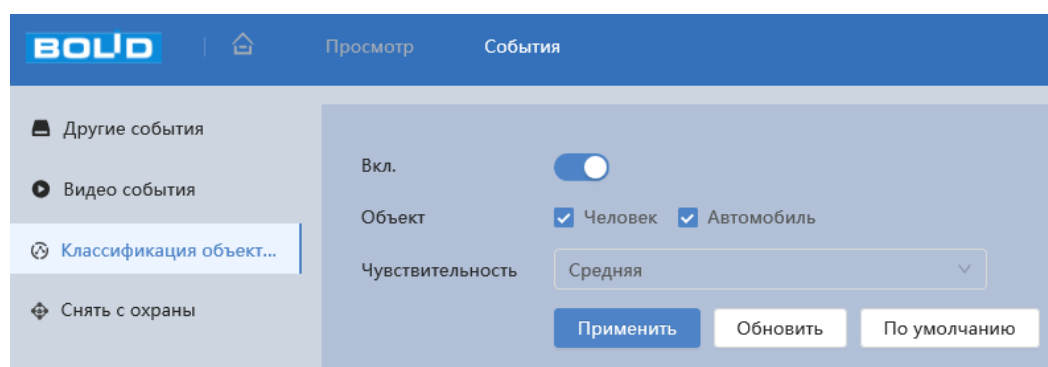 BOLID Просмотр События
Другие события
Вкл.
Видео события
Объект Человек Автомобиль
Классификация объект...
Чувствительность Средняя
Снять с охраны
Применить Обновить По умолчанию